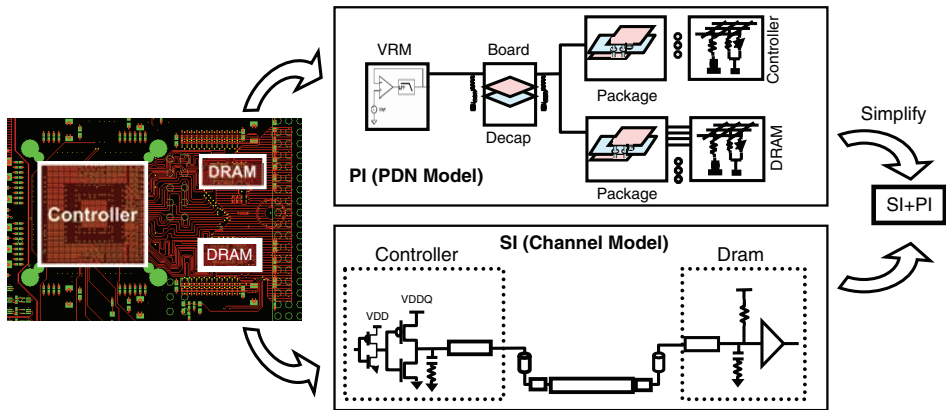 VRM
Board
Decap
Package
Controller
Package
DRAM
PI (PDN Model)
Simplify
SI+PI
Controller
DRAM
DRAM
SI (Channel Model)
Controller
Dram
VDD
VDDQ